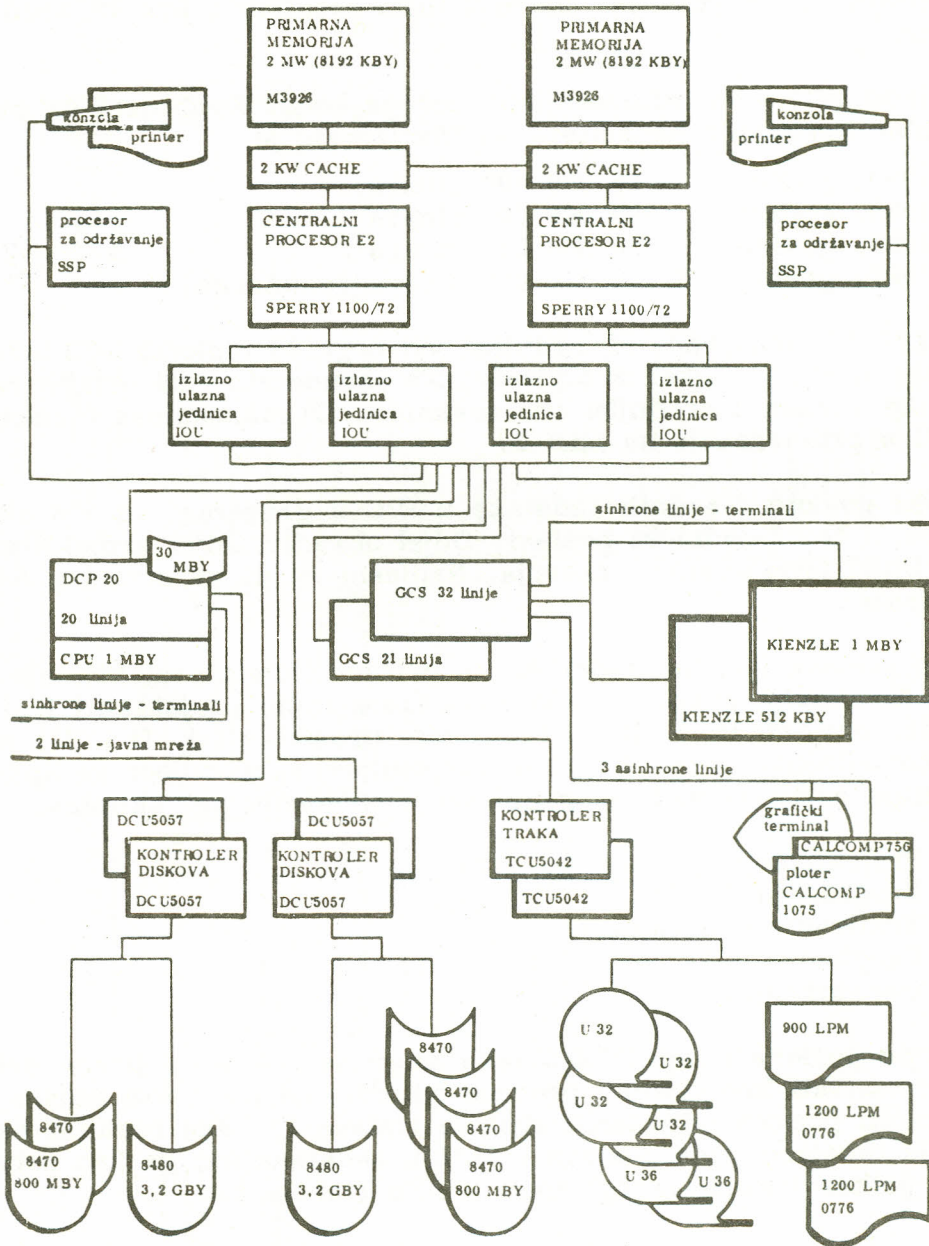 PRIMARNA
MEMORIJA
2 MW (8192 KBY)
M3926
PRIMARNA
MEMORIJA
2 MW (8192 KBY)
M3926
konzola
printer
konzola
printer
2 KW CACHE
2 KW CACHE
procesor
za održavanje
SSP
CENTRALNI
PROCESOR E2
SPERRY 1100/72
CENTRALNI
PROCESOR E2
SPERRY 1100/72
procesor
za održavanje
SSP
izlazno
ulazna
jedinica
IOU
izlazno
ulazna
jedinica
IOU
izlazno
ulazna
jedinica
IOU
izlazno
ulazna
jedinica
IOU
sinhrone linije - terminali
30
MBY
DCP 20
20 linija
CPU 1 MBY
GCS 32 linije
GCS 21 linija
KIENZLE 1 MBY
KIENZLE 512 KBY
sinhrone linije - terminali
2 linije - javna mreža
3 asinhrone linije
DCU5057
KONTROLER
DISKOVA
DCU5057
DCU5057
KONTROLER
DISKOVA
DCU5057
KONTROLER
TRAKA
TCU5042
TCU5042
grafički
terminal
CALCOMP756
ploter
CALCOMP
1075
8470
8470
800 MBY
8480
3,2 GBY
8480
3,2 GBY
8470
8470
8470
8470
800 MBY
U 32
U 32
U 32
U 32
U 36
U 36
900 LPM
1200 LPM
0776
1200 LPM
0776